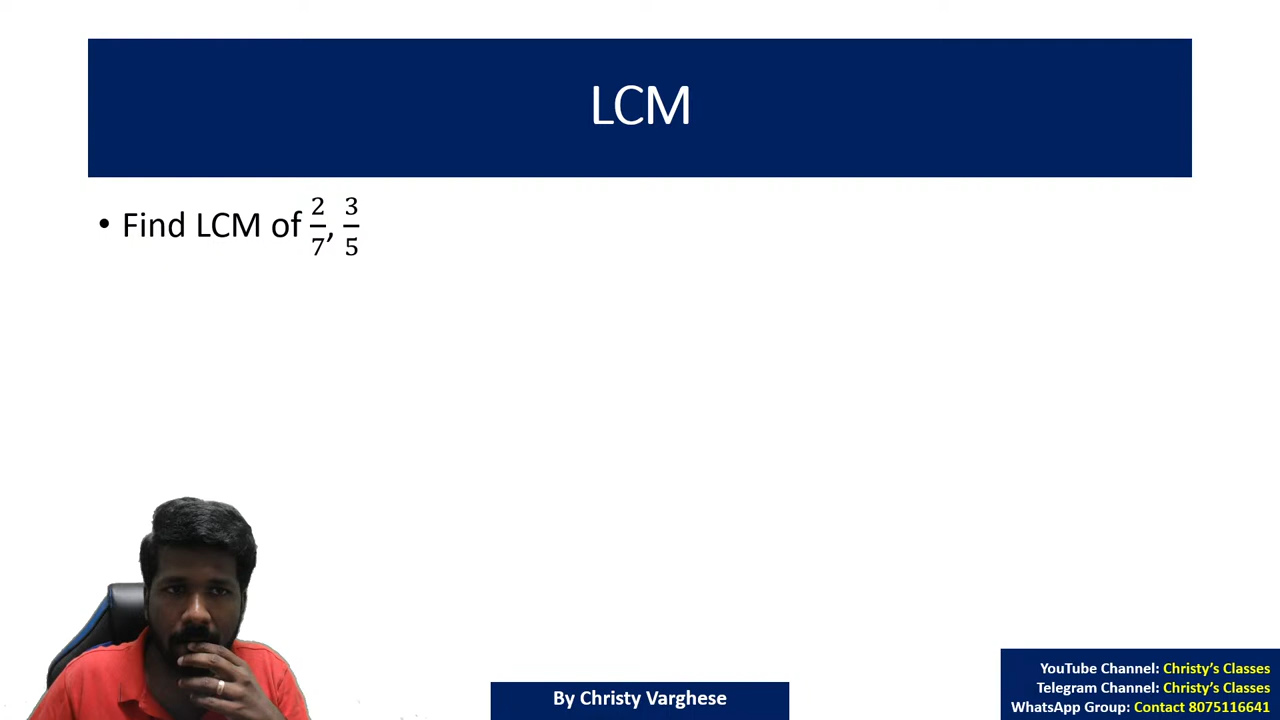 LCM
• Find LCM of 2/7, 3/5
By Christy Varghese
YouTube Channel: Christy's Classes
Telegram Channel: Christy's Classes
WhatsApp Group: Contact 8075116641